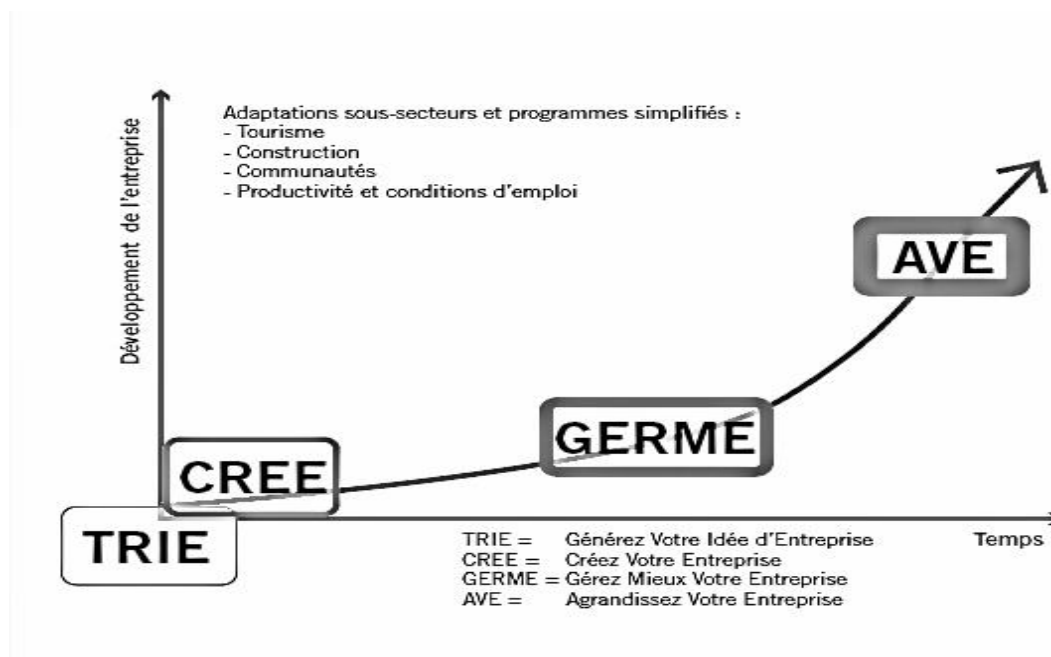 Développement de l'entreprise
Adaptations sous-secteurs et programmes simplifiés :
- Tourisme
- Construction
- Communautés
- Productivité et conditions d'emploi
AVE
GERME
CREE
TRIE
Temps
TRIE = Générez Votre Idée d'Entreprise
CREE = Créez Votre Entreprise
GERME = Gérez Mieux Votre Entreprise
AVE = Agrandissez Votre Entreprise